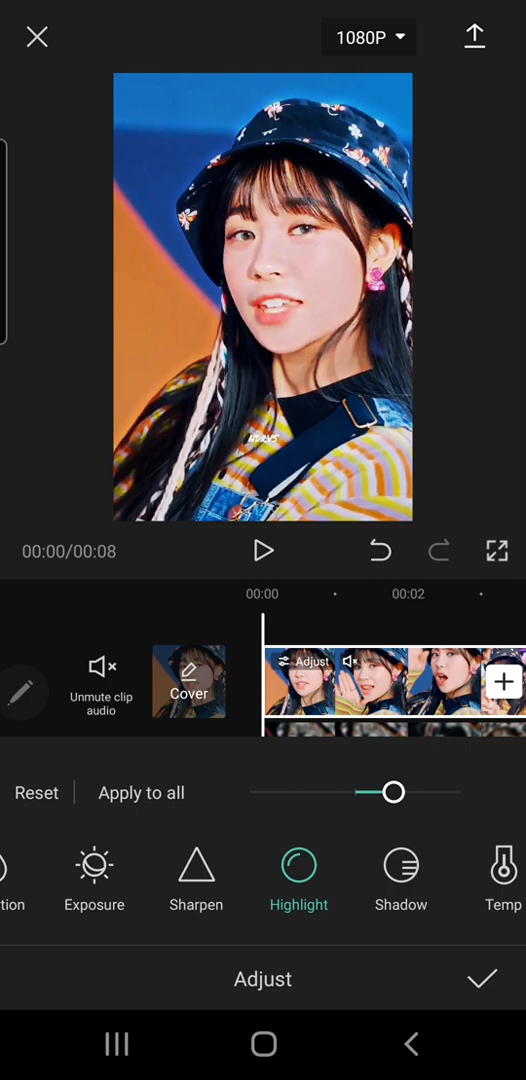 1080P
NDRVS
00:00/00:08
00:00
00:02
Adjust
Unmute clip
audio
Cover
Reset
Apply to all
tion
Exposure
Sharpen
Highlight
Shadow
Temp
Adjust